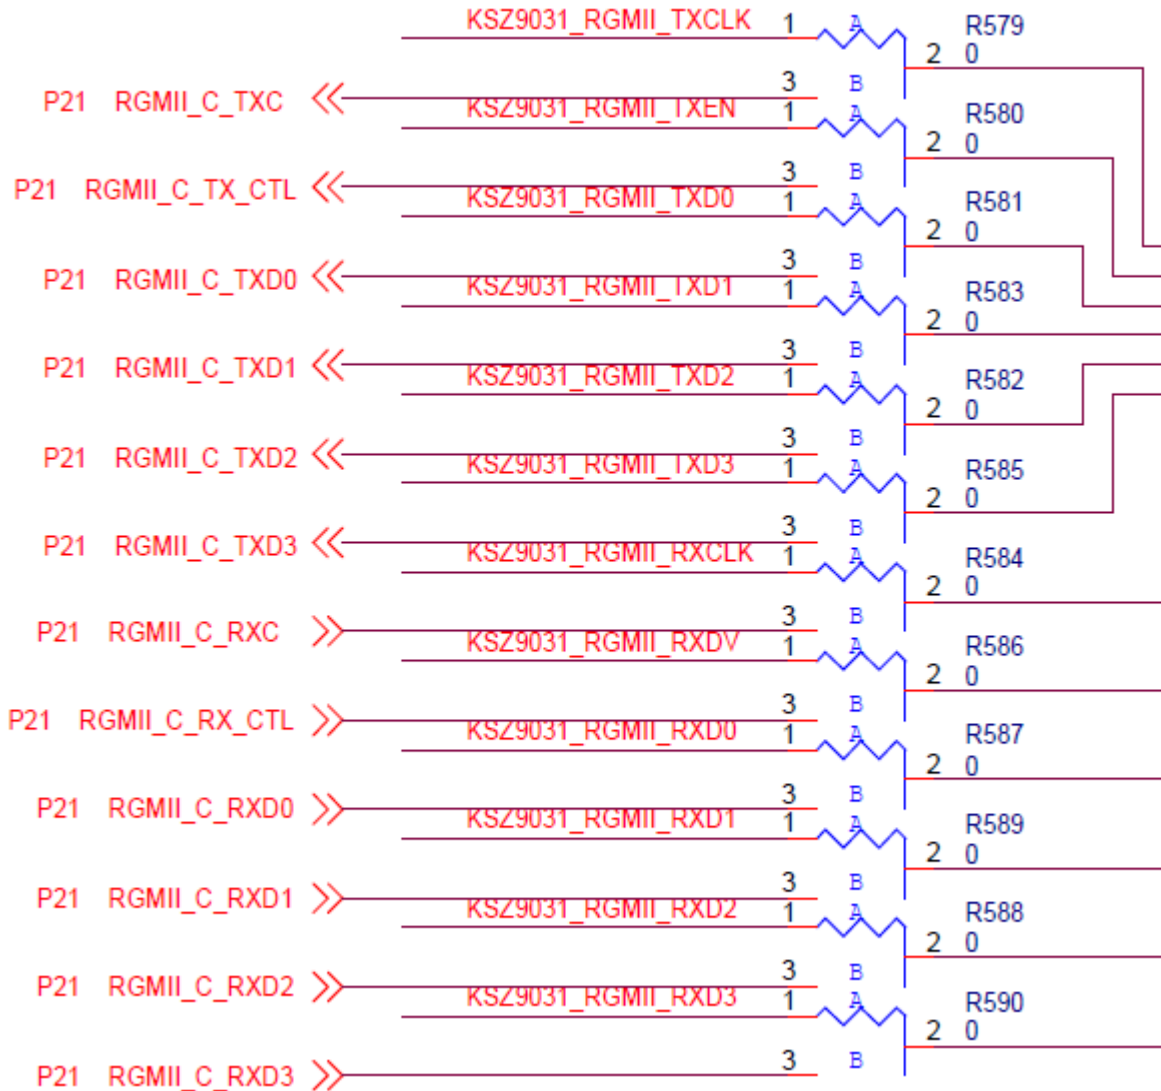 KSZ9031_RGMII_TXCLK 1 A R579
2 0
P21 RGMII_C_TXC 3 B
KSZ9031_RGMII_TXEN 1 A R580
2 0
P21 RGMII_C_TX_CTL 3 B
KSZ9031_RGMII_TXD0 1 A R581
2 0
P21 RGMII_C_TXD0 3 B
KSZ9031_RGMII_TXD1 1 A R583
2 0
P21 RGMII_C_TXD1 3 B
KSZ9031_RGMII_TXD2 1 A R582
2 0
P21 RGMII_C_TXD2 3 B
KSZ9031_RGMII_TXD3 1 A R585
2 0
P21 RGMII_C_TXD3 3 B
KSZ9031_RGMII_RXCLK 1 A R584
2 0
P21 RGMII_C_RXC 3 B
KSZ9031_RGMII_RXDV 1 A R586
2 0
P21 RGMII_C_RX_CTL 3 B
KSZ9031_RGMII_RXD0 1 A R587
2 0
P21 RGMII_C_RXD0 3 B
KSZ9031_RGMII_RXD1 1 A R589
2 0
P21 RGMII_C_RXD1 3 B
KSZ9031_RGMII_RXD2 1 A R588
2 0
P21 RGMII_C_RXD2 3 B
KSZ9031_RGMII_RXD3 1 A R590
2 0
P21 RGMII_C_RXD3 3 B